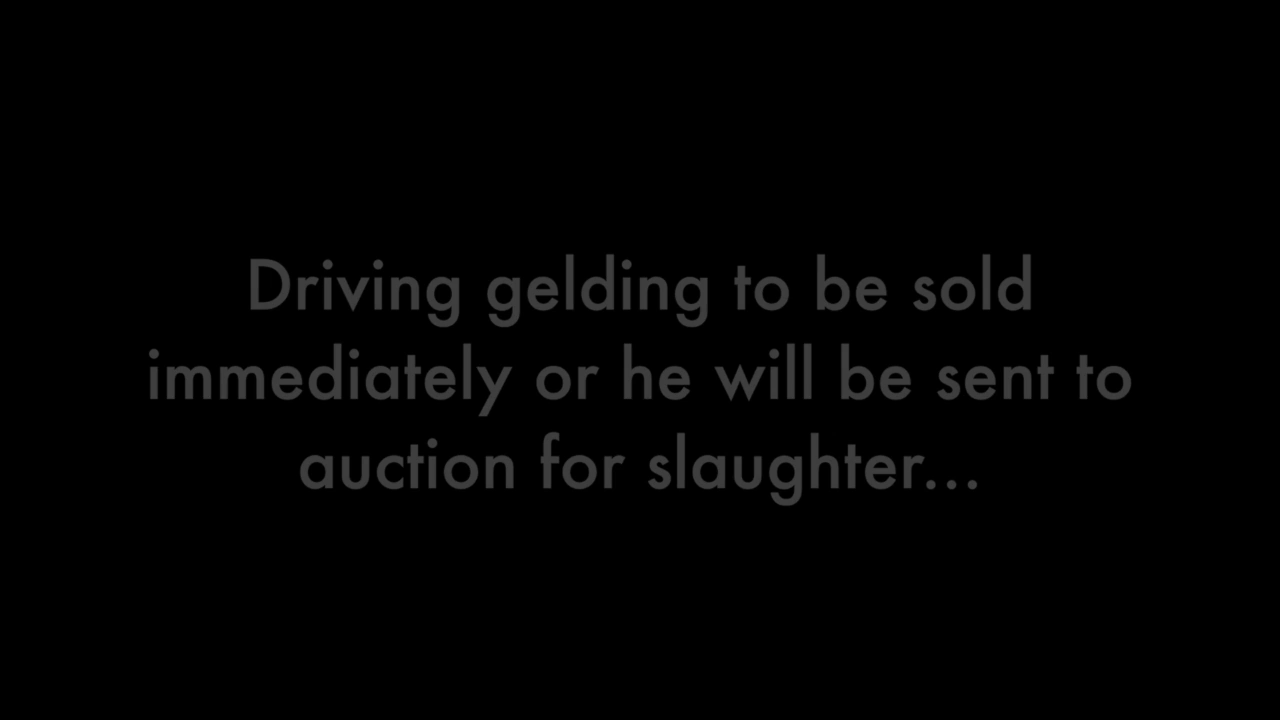 Driving gelding to be sold
immediately or he will be sent to
auction for slaughter...